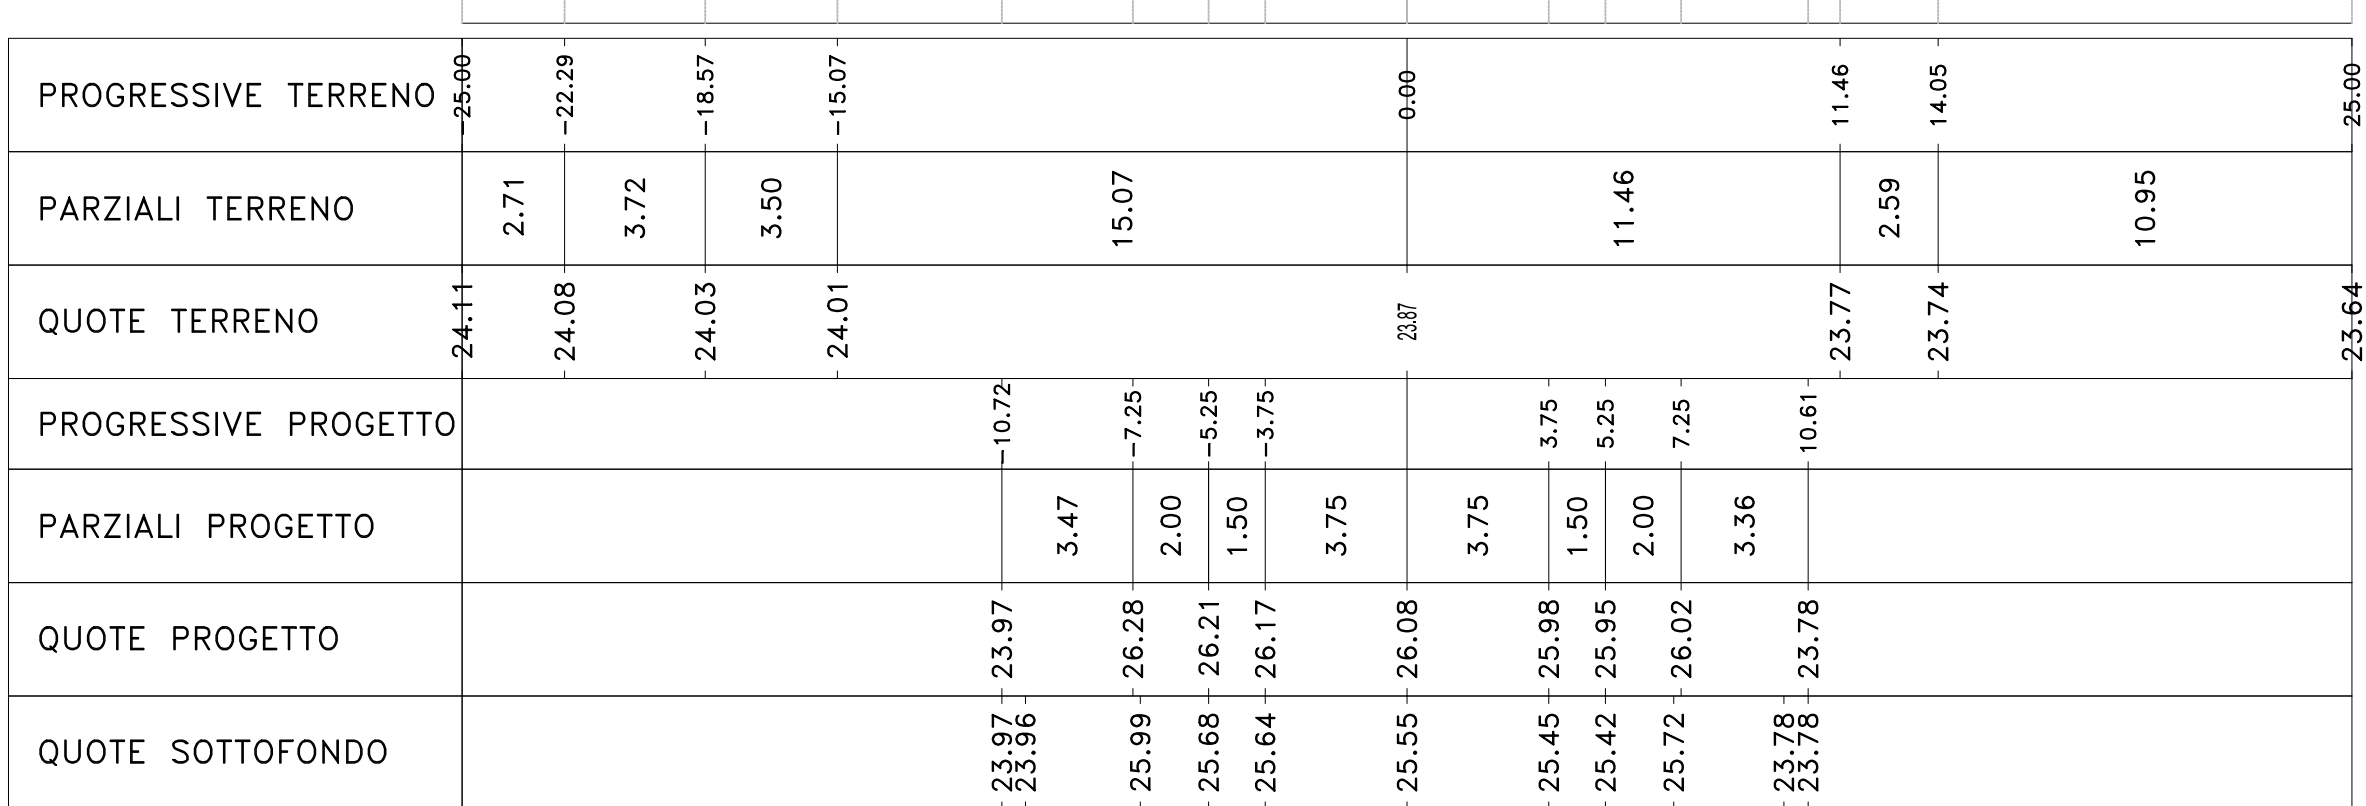 PROGRESSIVE TERRENO -25.00 -22.29 -18.57 -15.07 0.00 11.46 14.05 25.00
PARZIALI TERRENO 2.71 3.72 3.50 15.07 11.46 2.59 10.95
QUOTE TERRENO 24.11 24.08 24.03 24.01 23.87 23.77 23.74 23.64
PROGRESSIVE PROGETTO -10.72 -7.25 -5.25 -3.75 3.75 5.25 7.25 10.61
PARZIALI PROGETTO 3.47 2.00 1.50 3.75 3.75 1.50 2.00 3.36
QUOTE PROGETTO 23.97 26.28 26.21 26.17 26.08 25.98 25.95 26.02 23.78
QUOTE SOTTOFONDO 23.97 23.96 25.99 25.68 25.64 25.55 25.45 25.42 25.72 23.78 23.78